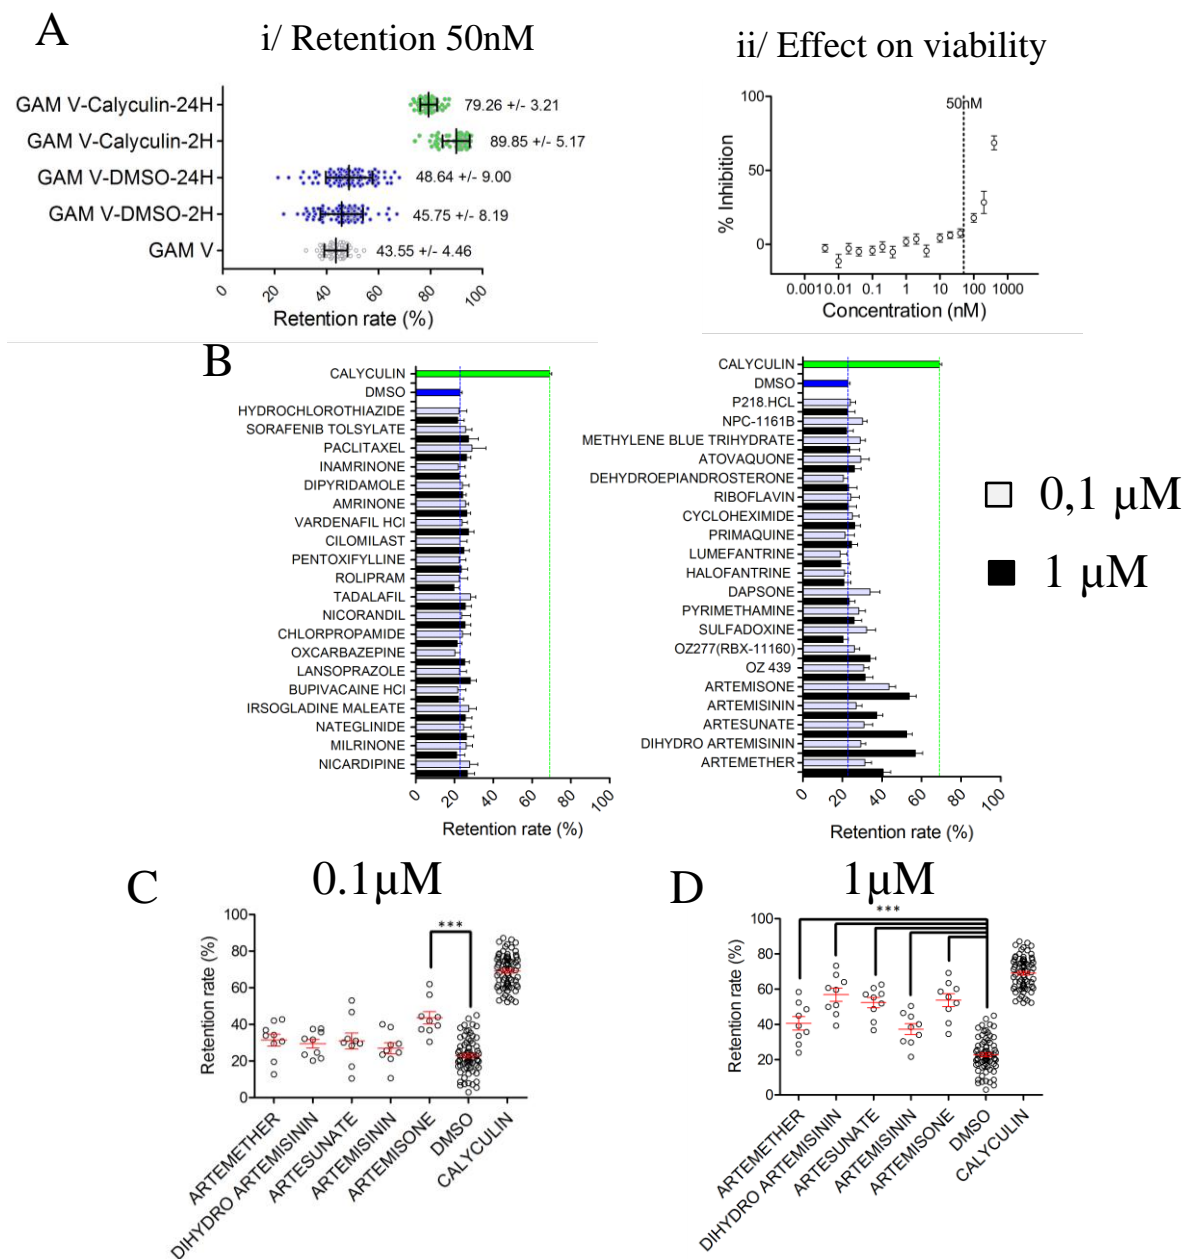 A
i/ Retention 50nM
GAM V-Calyculin-24H
79.26 +/- 3.21
GAM V-Calyculin-2H
89.85 +/- 5.17
GAM V-DMSO-24H
48.64 +/- 9.00
GAM V-DMSO-2H
45.75 +/- 8.19
GAM V
43.55 +/- 4.46
0 20 40 60 80 100
Retention rate (%)
ii/ Effect on viability
50nM
100
50
0
% Inhibition
0.001 0.01 0.1 1 10 100 1000
Concentration (nM)
B
CALYCULIN
DMSO
HYDROCHLOROTHIAZIDE
SORAFENIB TOLSYLATE
PACLITAXEL
INAMRINONE
DIPYRIDAMOLE
AMRINONE
VARDENAFIL HCl
CILOMILAST
PENTOXIFYLLINE
ROLIPRAM
TADALAFIL
NICORANDIL
CHLORPROPAMIDE
OXCARBAZEPINE
LANSOPRAZOLE
BUPIVACAINE HCl
IRSOGLADINE MALEATE
NATEGLINIDE
MILRINONE
NICARDIPINE
0 20 40 60 80 100
Retention rate (%)
CALYCULIN
DMSO
P218.HCL
NPC-1161B
METHYLENE BLUE TRIHYDRATE
ATOVAQUONE
DEHYDROEPIANDROSTERONE
RIBOFLAVIN
CYCLOHEXIMIDE
PRIMAQUINE
LUMEFANTRINE
HALOFANTRINE
DAPSONE
PYRIMETHAMINE
SULFADOXINE
OZ277(RBX-11160)
OZ 439
ARTEMISONE
ARTEMISININ
ARTESUNATE
DIHYDRO ARTEMISININ
ARTEMETHER
0 20 40 60 80 100
Retention rate (%)
0,1 µM
1 µM
C
0.1µM
***
100
80
60
40
20
0
Retention rate (%)
ARTEMETHER
DIHYDRO ARTEMISININ
ARTESUNATE
ARTEMISININ
ARTEMISONE
DMSO
CALYCULIN
D
1µM
***
100
80
60
40
20
0
Retention rate (%)
ARTEMETHER
DIHYDRO ARTEMISININ
ARTESUNATE
ARTEMISININ
ARTEMISONE
DMSO
CALYCULIN